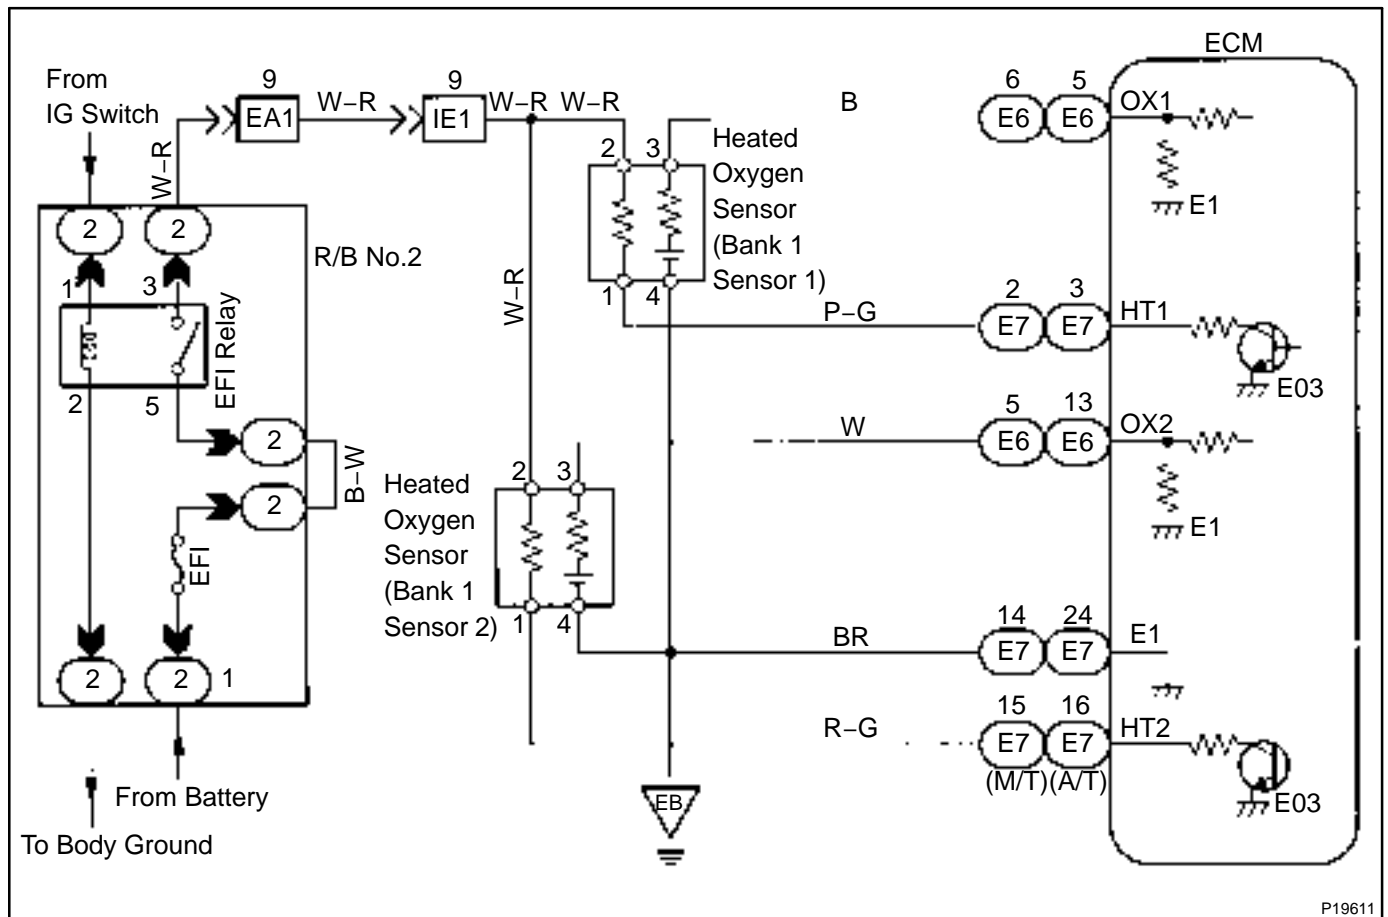 ECM
From
IG Switch
9
EA1
W–R
9
IE1
W–R
W–R
B
6
5
E6
E6
OX1
E1
W–R
2
3
Heated
Oxygen
Sensor
(Bank 1
Sensor 1)
1
4
2
2
R/B No.2
1
3
EFI Relay
2
5
W–R
P–G
2
3
E7
E7
HT1
E03
2
2
B–W
EFI
W
5
13
E6
E6
OX2
E1
Heated
Oxygen
Sensor
(Bank 1
Sensor 2)
2
3
1
4
BR
14
24
E7
E7
E1
2
2
1
R–G
15
16
E7
E7
HT2
(M/T)
(A/T)
E03
From Battery
To Body Ground
EB
P19611